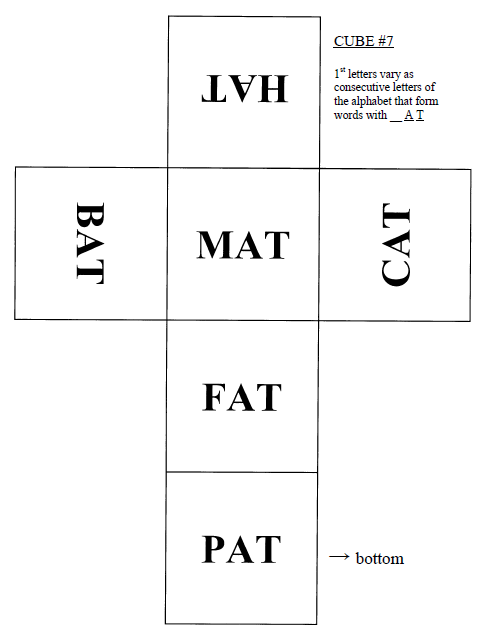 HAT
CUBE #7
1st letters vary as
consecutive letters of
the alphabet that form
words with __ A T
BAT
MAT
CAT
FAT
PAT
→ bottom